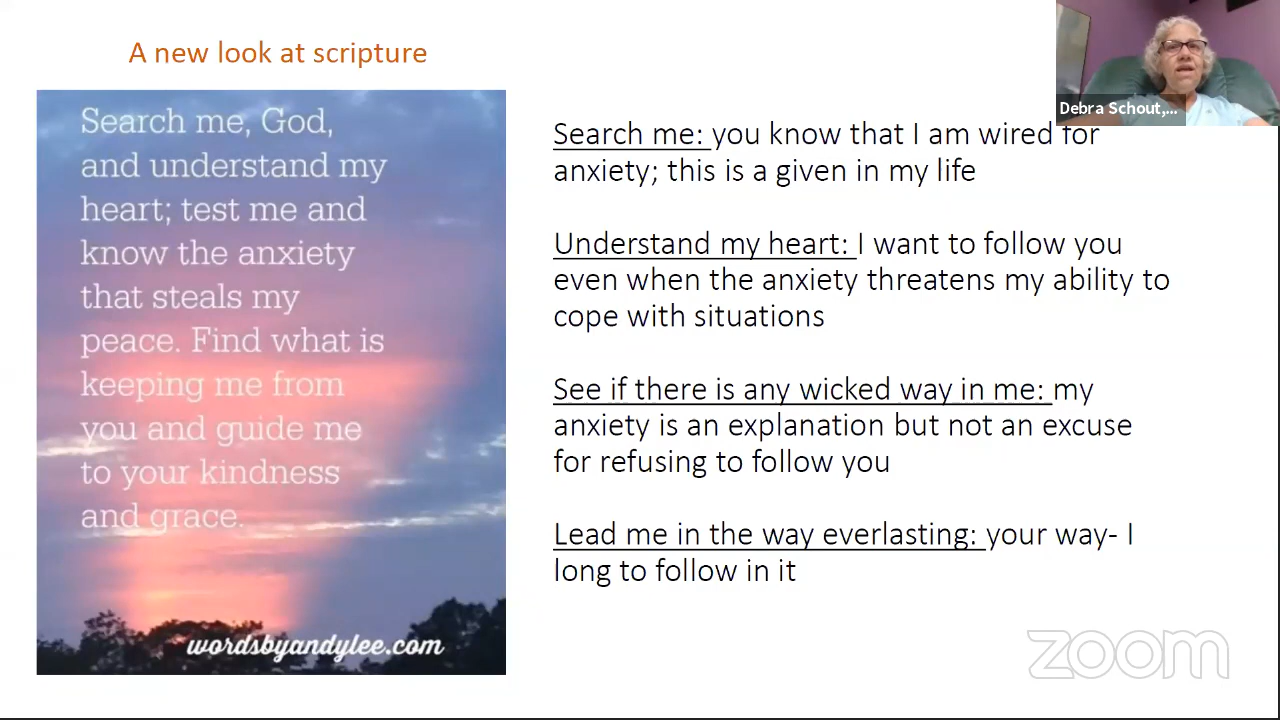 A new look at scripture
Search me, God,
and understand my
heart; test me and
know the anxiety
that steals my
peace. Find what is
keeping me from
you and guide me
to your kindness
and grace.
wordsbyandylee.com
Search me: you know that I am wired for
anxiety; this is a given in my life
Understand my heart: I want to follow you
even when the anxiety threatens my ability to
cope with situations
See if there is any wicked way in me: my
anxiety is an explanation but not an excuse
for refusing to follow you
Lead me in the way everlasting: your way- I
long to follow in it
Debra Schout,...
zoom